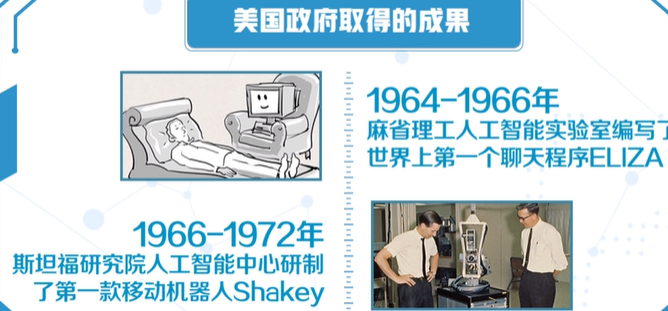 美国政府取得的成果
1964-1966年
麻省理工人工智能实验室编写了
世界上第一个聊天程序ELIZA
1966-1972年
斯坦福研究院人工智能中心研制
了第一款移动机器人Shakey